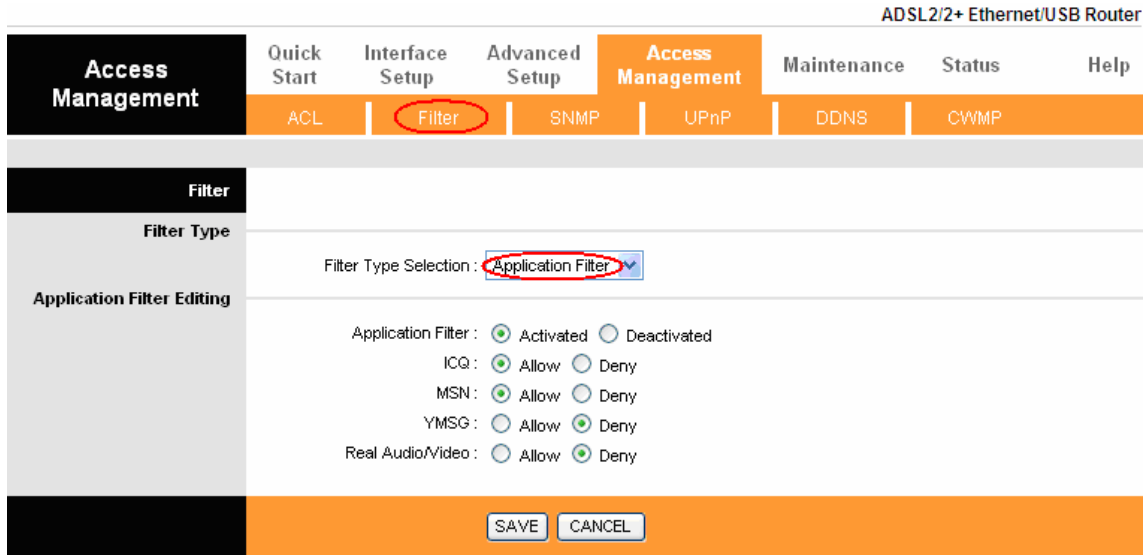 ADSL2/2+ Ethernet/USB Router
Access Management
Quick Start
Interface Setup
Advanced Setup
Access Management
Maintenance
Status
Help
ACL
Filter
SNMP
UPnP
DDNS
CWMP
Filter
Filter Type
Filter Type Selection : Application Filter
Application Filter Editing
Application Filter : Activated Deactivated
ICQ : Allow Deny
MSN : Allow Deny
YMSG : Allow Deny
Real Audio/Video : Allow Deny
SAVE CANCEL